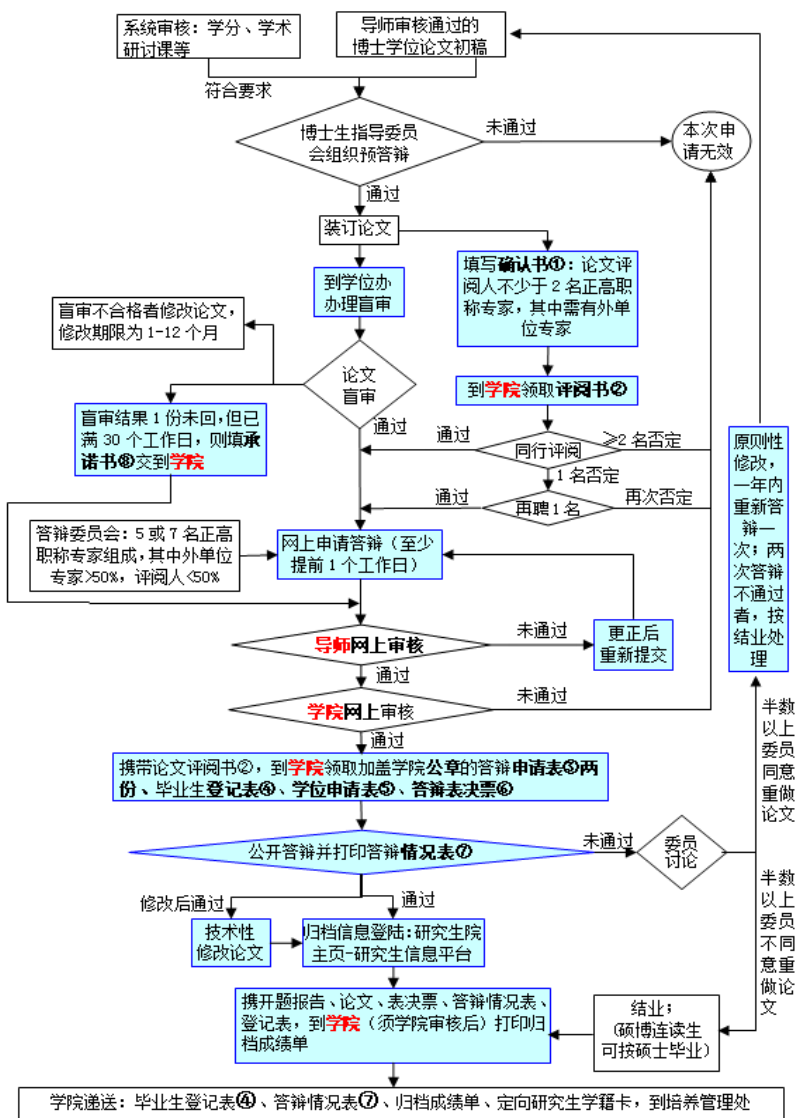 系统审核：学分、学术
研讨课等
导师审核通过的
博士学位论文初稿
符合要求
博士生指导委员
会组织预答辩
未通过
本次申
请无效
通过
装订论文
到学位办
办理盲审
填写确认书①：论文评
阅人不少于2名正高职
称专家，其中需有外单
位专家
盲审不合格者修改论文，
修改期限为1-12个月
论文
盲审
到学院领取评阅书②
盲审结果1份未回，但已
满30个工作日，则填承
诺书⑧交到学院
通过
通过
同行评阅
≥2名否定
1名否定
通过
再聘1名
再次否定
原则性
修改，
一年内
重新答
辩一
次；两
次答辩
不通过
者，按
结业处
理
答辩委员会：5或7名正高
职称专家组成，其中外单位
专家>50%，评阅人<50%
网上申请答辩（至少
提前1个工作日）
导师网上审核
未通过
更正后
重新提交
通过
学院网上审核
未通过
通过
携带论文评阅书②，到学院领取加盖学院公章的答辩申请表③两
份、毕业生登记表④、学位申请表⑤、答辩表决票⑥
半数
以上
委员
同意
重做
论文
公开答辩并打印答辩情况表⑦
未通过
委员
讨论
修改后通过
通过
技术性
修改论文
归档信息登陆：研究生院
主页-研究生信息平台
半数
以上
委员
不同
意重
做论
文
携开题报告、论文、表决票、答辩情况表、
登记表，到学院（须学院审核后）打印归
档成绩单
结业；
（硕博连读生
可按硕士毕业）
学院递送：毕业生登记表④、答辩情况表⑦、归档成绩单、定向研究生学籍卡，到培养管理处